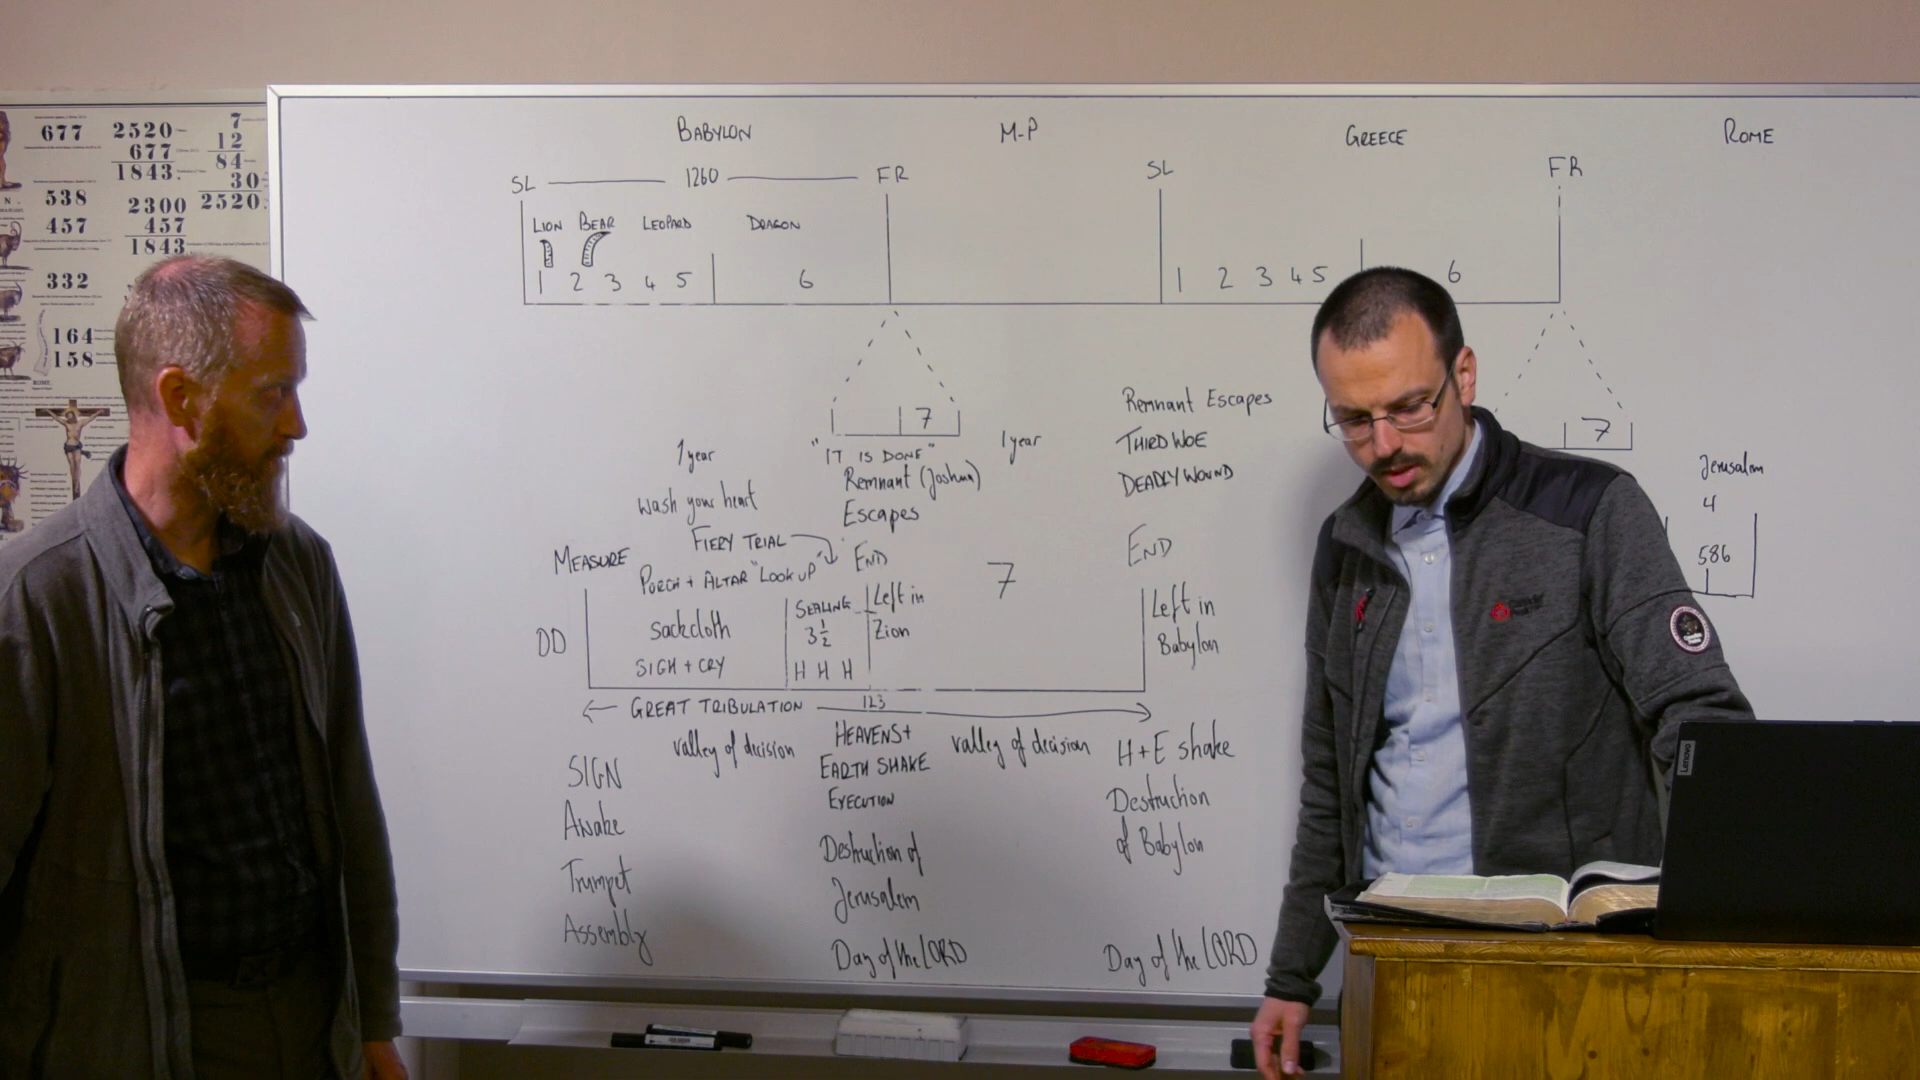 677
2520
677
1843.
7
12
84
30
2520.
538
457
2300
457
1843
332
164
158
ROME.
BABYLON
M-P
GREECE
ROME
SL 1260 FR
SL
FR
LION BEAR LEOPARD DRAGON
1 2 3 4 5 6
1 2 3 4 5 6
7
7
1 year
"IT IS DONE"
1 year
Remnant Escapes
THIRD WOE
DEADLY WOUND
Remnant (Joshua)
Escapes
wash your heart
FIERY TRIAL
END
END
MEASURE
PORCH + ALTAR "Look up"
7
Jerusalem
4
586
DD
sackcloth
SIGH + CRY
SEALING
3½
H H H
Left in
Zion
Left in
Babylon
GREAT TRIBULATION
123
valley of decision
HEAVENS +
EARTH SHAKE
EXECUTION
valley of decision
H+E shake
Destruction
of Babylon
SIGN
Awake
Trumpet
Assembly
Destruction of
Jerusalem
Day of the LORD
Day of the LORD
Lenovo